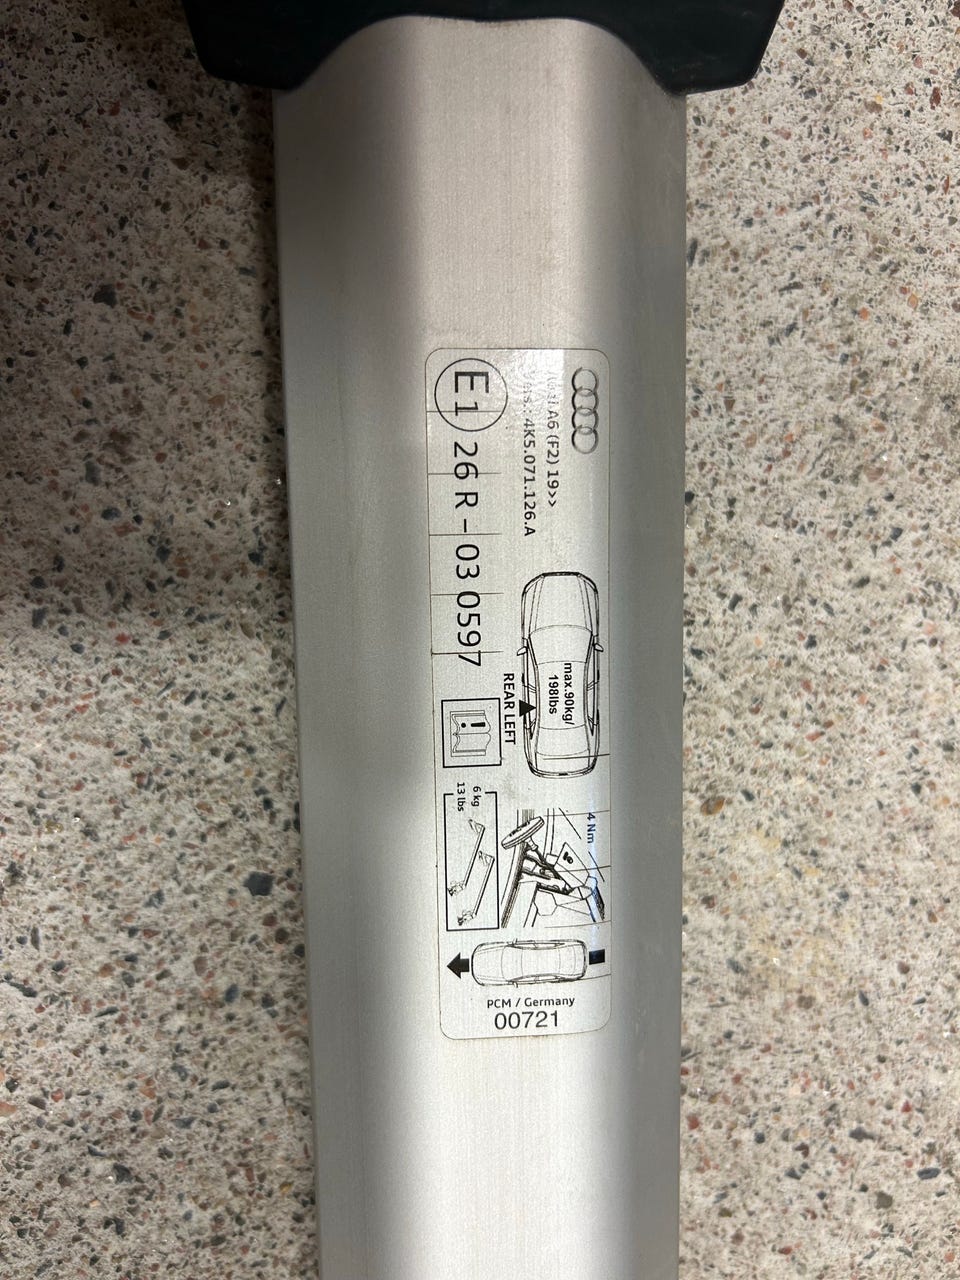 A6 (F2) 19>>
4K5.071.126.A
E1 26 R - 03 0597
max.90kg/
198lbs
REAR LEFT
4 Nm
6 kg
13 lbs
PCM / Germany
00721